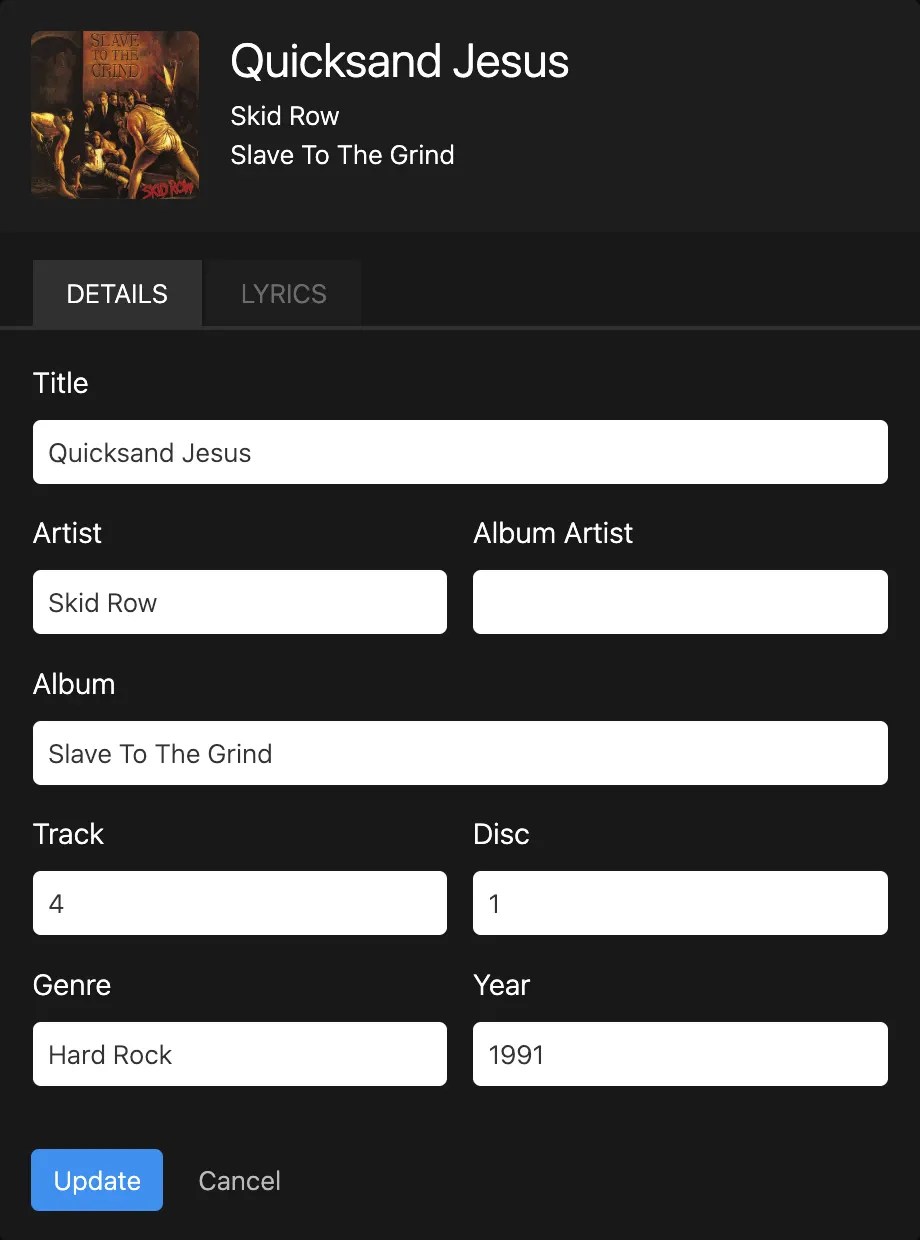 SLAVE
TO THE
GRIND
SKID ROW
Quicksand Jesus
Skid Row
Slave To The Grind
DETAILS
LYRICS
Title
Quicksand Jesus
Artist
Album Artist
Skid Row
Album
Slave To The Grind
Track
Disc
4
1
Genre
Year
Hard Rock
1991
Update
Cancel